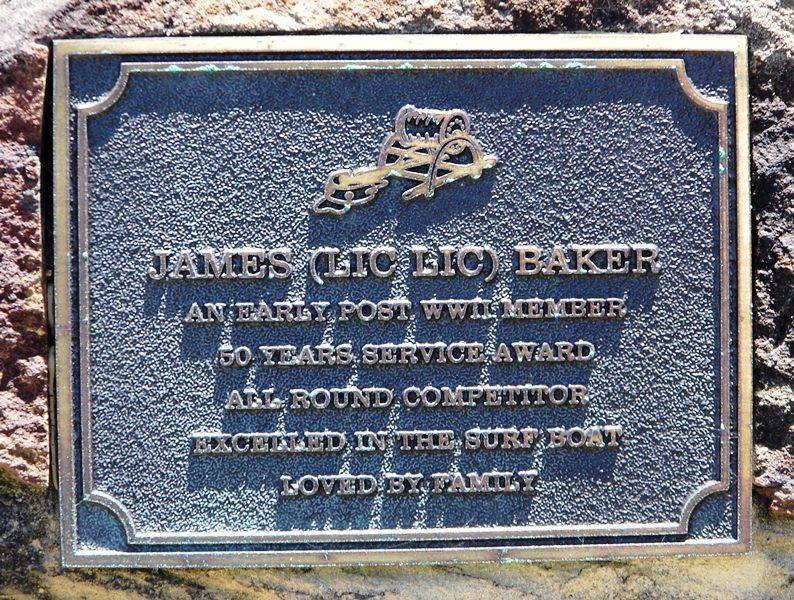 JAMES (LIC LIC) BAKER
AN EARLY POST WWII MEMBER
50 YEARS SERVICE AWARD
ALL ROUND COMPETITOR
EXCELLED IN THE SURF BOAT
LOVED BY FAMILY